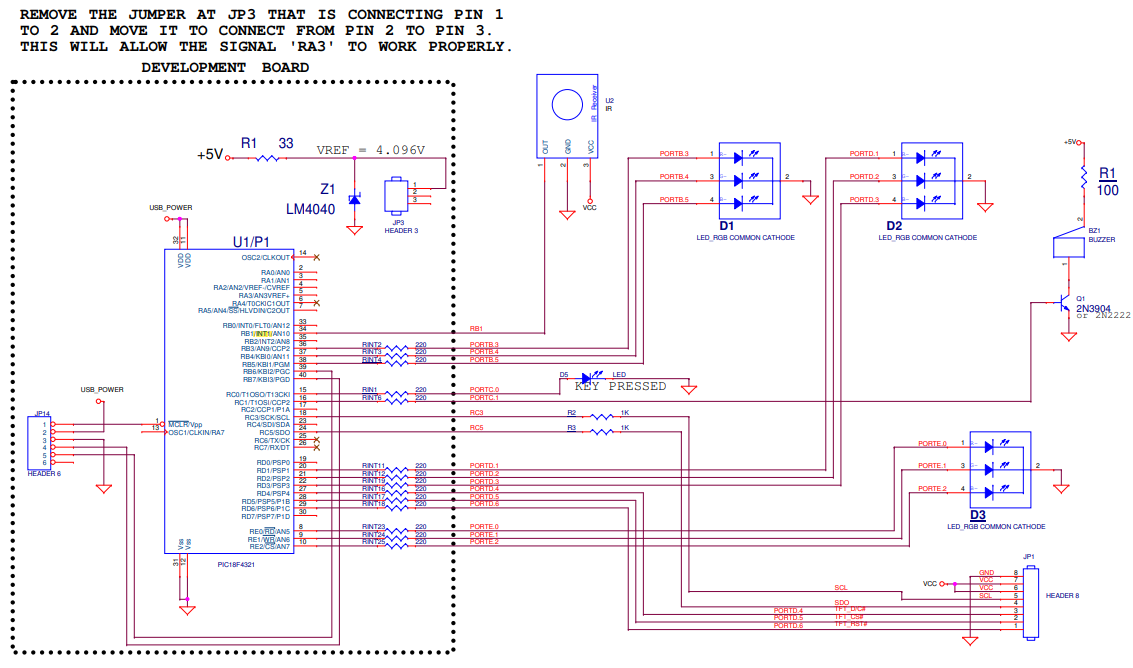 REMOVE THE JUMPER AT JP3 THAT IS CONNECTING PIN 1
TO 2 AND MOVE IT TO CONNECT FROM PIN 2 TO PIN 3.
THIS WILL ALLOW THE SIGNAL 'RA3' TO WORK PROPERLY.
DEVELOPMENT BOARD
R1 33
+5V
VREF = 4.096V
Z1
LM4040
1
2
3
JP3
HEADER 3
USB_POWER
32
11
VDD
VDD
U1/P1
OSC2/CLKOUT 14
RA0/AN0 2
RA1/AN1 3
RA2/AN2/VREF-/CVREF 4
RA3/AN3VREF+ 5
RA4/T0CKIC1OUT 6
RA5/AN4/SS/HLVDIN/C2OUT 7
RB0/INT0/FLT0/AN12 33
RB1/INT1/AN10 34
RB2/INT2/AN8 35
RB3/AN9/CCP2 36
RB4/KBI0/AN11 37
RB5/KBI1/PGM 38
RB6/KBI2/PGC 39
RB7/KBI3/PGD 40
RC0/T1OSO/T13CKI 15
RC1/T1OSI/CCP2 16
RC2/CCP1/P1A 17
RC3/SCK/SCL 18
RC4/SDI/SDA 23
RC5/SDO 24
RC6/TX/CK 25
RC7/RX/DT 26
RD0/PSP0 19
RD1/PSP1 20
RD2/PSP2 21
RD3/PSP3 22
RD4/PSP4 27
RD5/PSP5/P1B 28
RD6/PSP6/P1C 29
RD7/PSP7/P1D 30
RE0/RD/AN5 8
RE1/WR/AN6 9
RE2/CS/AN7 10
1 MCLR/Vpp
13 OSC1/CLKIN/RA7
Vss
Vss
31
12
PIC18F4321
USB_POWER
JP14
1
2
3
4
5
6
HEADER 6
RINT2 220 PORTB.3
RINT3 220 PORTB.4
RINT4 220 PORTB.5
RIN1 220 PORTC.0
RINT6 220 PORTC.1
RINT11 220 PORTD.1
RINT12 220 PORTD.2
RINT19 220 PORTD.3
RINT16 220 PORTD.4
RINT17 220 PORTD.5
RINT18 220 PORTD.6
RINT23 220 PORTE.0
RINT24 220 PORTE.1
RINT25 220 PORTE.2
RB1
RC3
RC5
R2 1K
R3 1K
D5 LED
KEY PRESSED
IR Receiver
U2
IR
OUT
GND
VCC
1
2
3
VCC
PORTB.3 1
PORTB.4 3 2
PORTB.5 4
D1
LED_RGB COMMON CATHODE
PORTD.1 1
PORTD.2 3 2
PORTD.3 4
D2
LED_RGB COMMON CATHODE
+5V
R1
100
2
BZ1
BUZZER
1
Q1
2N3904
or 2N2222
PORTE.0 1
PORTE.1 3 2
PORTE.2 4
D3
LED_RGB COMMON CATHODE
JP1
GND 8
VCC 7
VCC
VCC 6
SCL SCL 5
SDO 4
PORTD.4 TFT_D/C# 3
PORTD.5 TFT_CS# 2
PORTD.6 TFT_RST# 1
HEADER 8